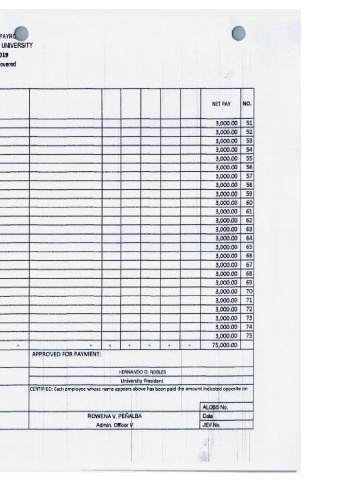 PAYRO
UNIVERSITY
2019
overed
NET PAY NO.
3,000.00 51
3,000.00 52
3,000.00 53
3,000.00 54
3,000.00 55
3,000.00 56
3,000.00 57
3,000.00 58
3,000.00 59
3,000.00 60
3,000.00 61
3,000.00 62
3,000.00 63
3,000.00 64
3,000.00 65
3,000.00 66
3,000.00 67
3,000.00 68
3,000.00 69
3,000.00 70
3,000.00 71
3,000.00 72
3,000.00 73
3,000.00 74
3,000.00 75
- - - - - - - 75,000.00
APPROVED FOR PAYMENT:
HERNANDO D. ROBLES
University President
CERTIFIED: Each employee whose name appears above has been paid the amount indicated opposite on
ALOBS No.
ROWENA V. PEÑALBA Date
Admin. Officer V JEV No.